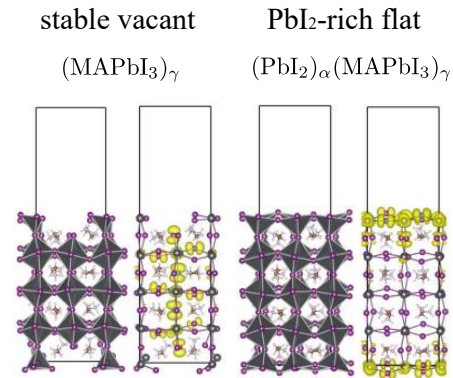 stable vacant
PbI₂-rich flat
(MAPbI₃)ᵧ
(PbI₂)ₐ(MAPbI₃)ᵧ